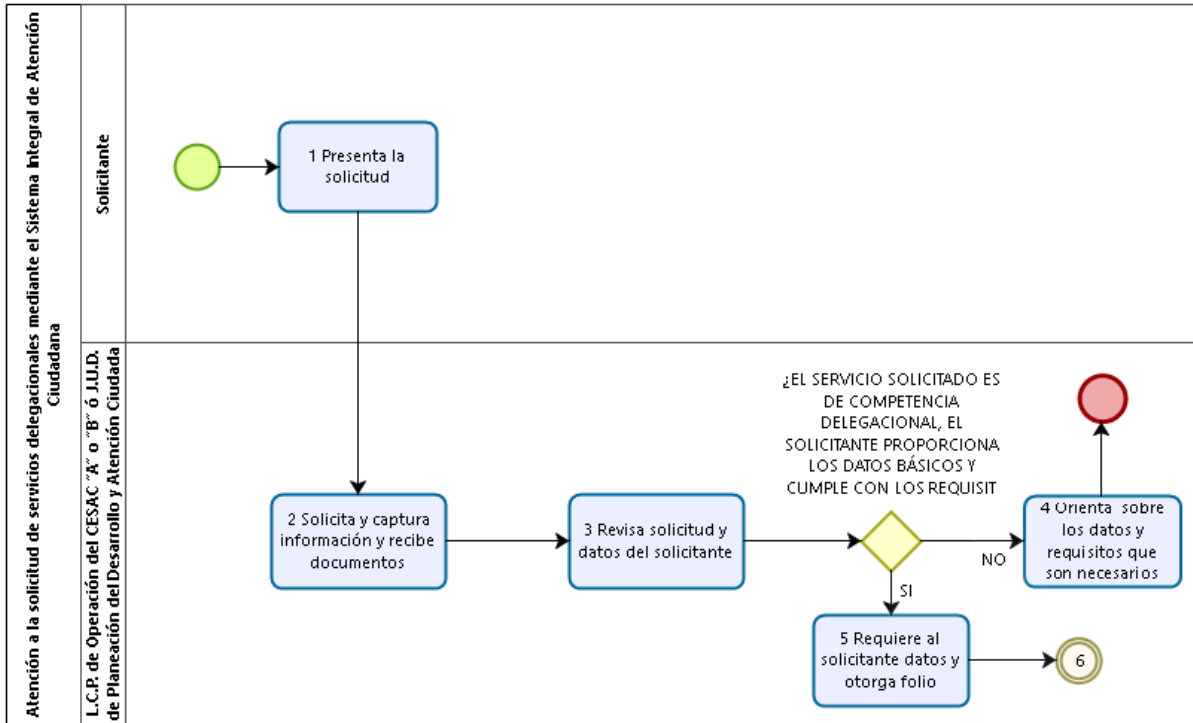 Atención a la solicitud de servicios delegacionales mediante el Sistema Integral de Atención
Ciudadana
Solicitante
1 Presenta la
solicitud
L.C.P. de Operación del CESAC "A" o "B" ó J.U.D.
de Planeación del Desarrollo y Atención Ciudada
2 Solicita y captura
información y recibe
documentos
3 Revisa solicitud y
datos del solicitante
¿EL SERVICIO SOLICITADO ES
DE COMPETENCIA
DELEGACIONAL, EL
SOLICITANTE PROPORCIONA
LOS DATOS BÁSICOS Y
CUMPLE CON LOS REQUISIT
NO
4 Orienta sobre
los datos y
requisitos que
son necesarios
SI
5 Requiere al
solicitante datos y
otorga folio
6